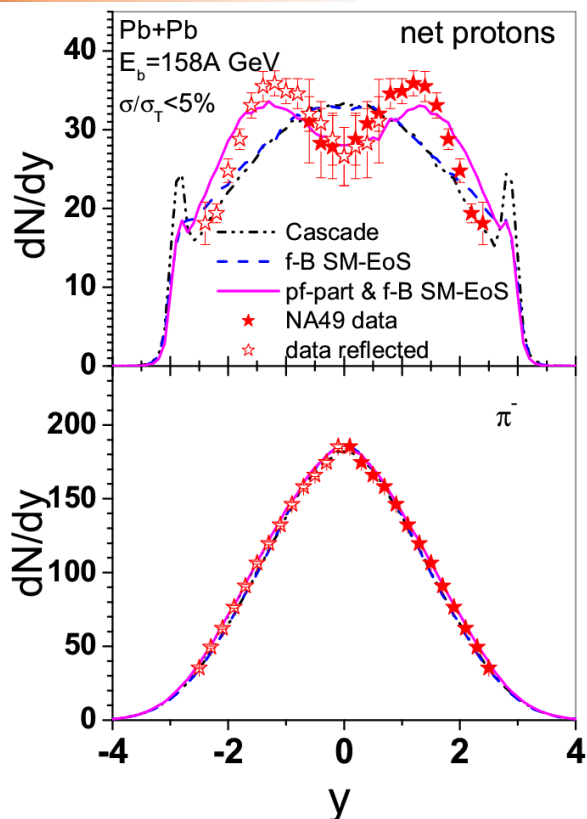 Pb+Pb
net protons
E_b=158A GeV
σ/σ_T<5%
40
30
20
10
0
dN/dy
Cascade
f-B SM-EoS
pf-part & f-B SM-EoS
NA49 data
data reflected
π⁻
200
150
100
50
0
dN/dy
-4 -2 0 2 4
y